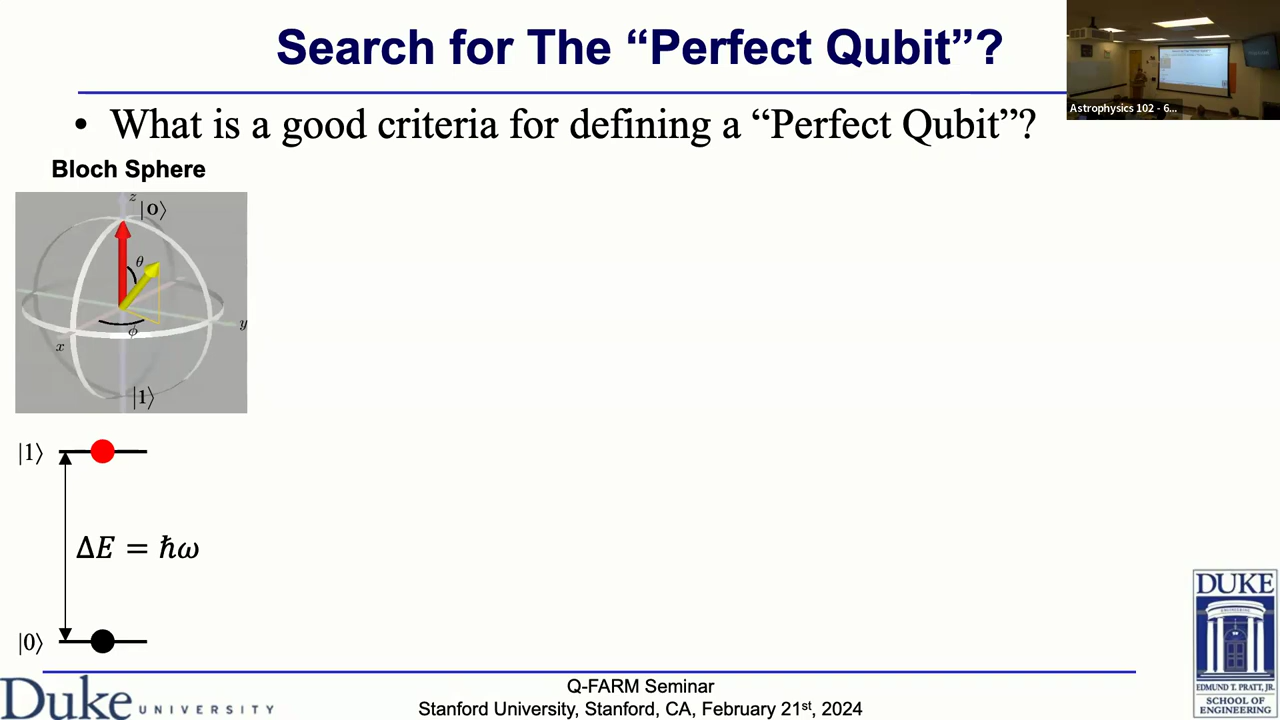 Search for The “Perfect Qubit”?
Astrophysics 102 - 6...
• What is a good criteria for defining a “Perfect Qubit”?
Bloch Sphere
z
|0⟩
θ
y
ϕ
x
|1⟩
|1⟩
ΔE = ℏω
|0⟩
DUKE
ENGINEERING
EDMUND T. PRATT, JR.
SCHOOL OF
ENGINEERING
Duke UNIVERSITY
Q-FARM Seminar
Stanford University, Stanford, CA, February 21st, 2024